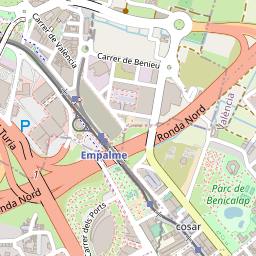 Carrer de València
Carrer de Benieu
València
Ronda Nord
P
Turia
Empalme
1
Ronda Nord
Parc de
Benicalap
Carrer dels Ports
cosar